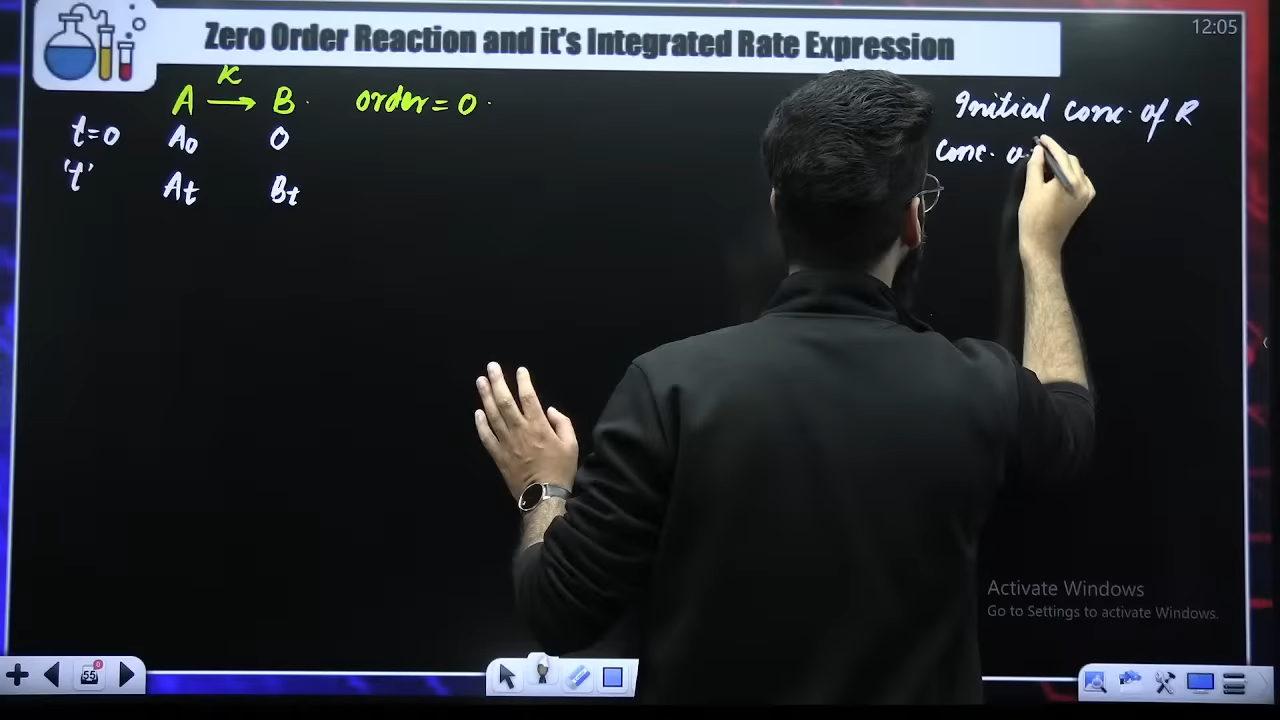 12:05
Zero Order Reaction and it's Integrated Rate Expression
K
A → B. order = 0.
t=0 A₀ 0
't' Aₜ Bₜ
Initial conc. of R
conc.
Activate Windows
Go to Settings to activate Windows.
55